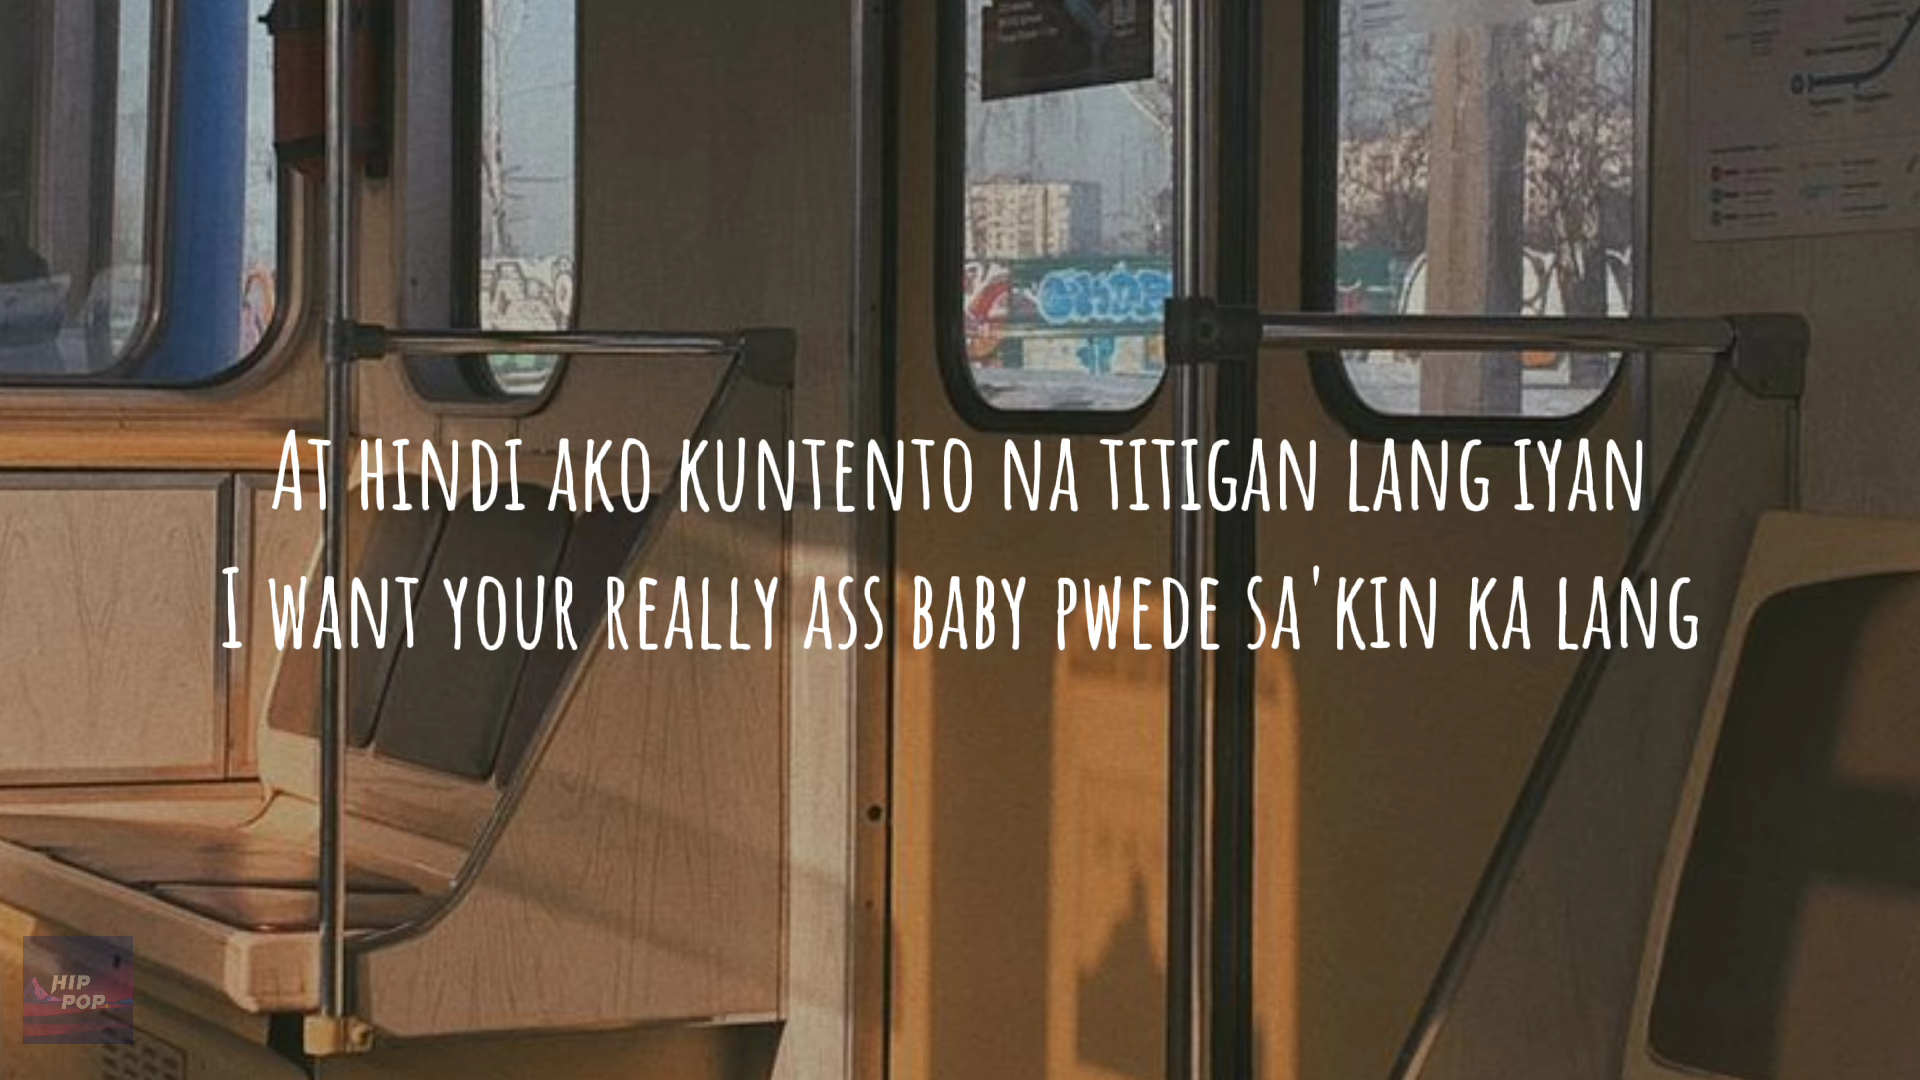 At hindi ako kuntento na titigan lang iyan
I want your really ass baby pwede sa'kin ka lang
HIP
POP